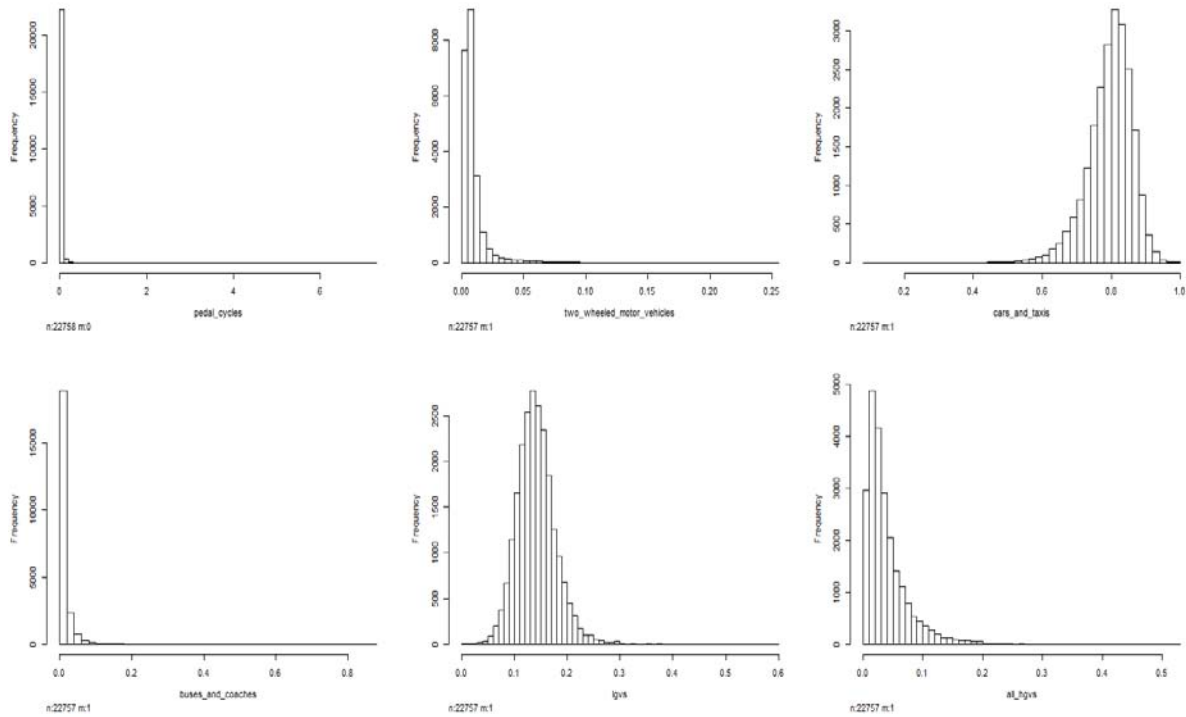 Frequency
0 5000 10000 15000 20000
0 2 4 6
pedal_cycles
n:22758 m:0
Frequency
0 2000 4000 6000 8000
0.00 0.05 0.10 0.15 0.20 0.25
two_wheeled_motor_vehicles
n:22757 m:1
Frequency
0 500 1000 1500 2000 2500 3000
0.2 0.4 0.6 0.8 1.0
cars_and_taxis
n:22757 m:1
Frequency
0 5000 10000 15000
0.0 0.2 0.4 0.6 0.8
buses_and_coaches
n:22757 m:1
Frequency
0 500 1000 1500 2000 2500
0.0 0.1 0.2 0.3 0.4 0.5 0.6
lgvs
n:22757 m:1
Frequency
0 1000 2000 3000 4000 5000
0.0 0.1 0.2 0.3 0.4 0.5
all_hgvs
n:22757 m:1